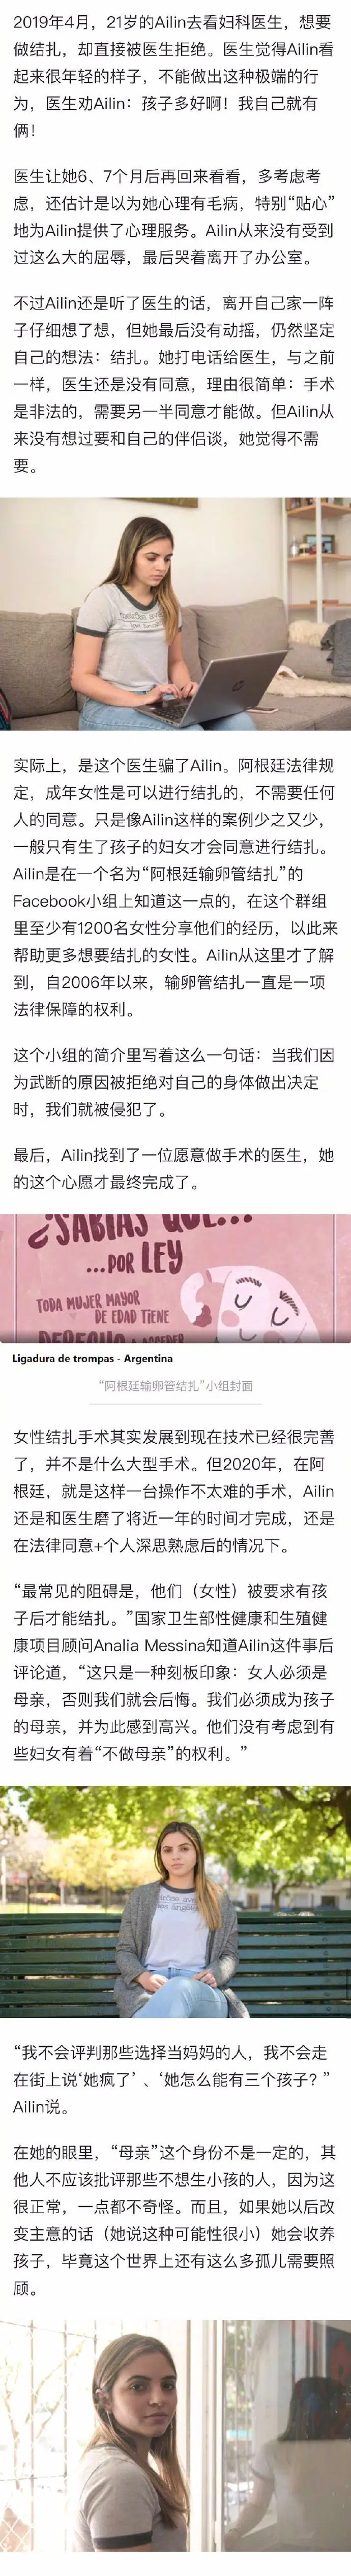 2019年4月，21岁的Ailin去看妇科医生，想要
做结扎，却直接被医生拒绝。医生觉得Ailin看
起来很年轻的样子，不能做出这种极端的行
为，医生劝Ailin：孩子多好啊！我自己就有
俩！
医生让她6、7个月后再回来看看，多考虑考
虑，还估计是以为她心理有毛病，特别“贴心”
地为Ailin提供了心理服务。Ailin从来没有受到
过这么大的屈辱，最后哭着离开了办公室。
不过Ailin还是听了医生的话，离开自己家一阵
子仔细想了想，但她最后没有动摇，仍然坚定
自己的想法：结扎。她打电话给医生，与之前
一样，医生还是没有同意，理由很简单：手术
是非法的，需要另一半同意才能做。但Ailin从
来没有想过要和自己的伴侣谈，她觉得不需
要。
实际上，是这个医生骗了Ailin。阿根廷法律规
定，成年女性是可以进行结扎的，不需要任何
人的同意。只是像Ailin这样的案例少之又少，
一般只有生了孩子的妇女才会同意进行结扎。
Ailin是在一个名为“阿根廷输卵管结扎”的
Facebook小组上知道这一点的，在这个群组
里至少有1200名女性分享他们的经历，以此来
帮助更多想要结扎的女性。Ailin从这里才了解
到，自2006年以来，输卵管结扎一直是一项
法律保障的权利。
这个小组的简介里写着这么一句话：当我们因
为武断的原因被拒绝对自己的身体做出决定
时，我们就被侵犯了。
最后，Ailin找到了一位愿意做手术的医生，她
的这个心愿才最终完成了。
¿SABÍAS QUE...
...POR LEY
TODA MUJER MAYOR
DE EDAD TIENE
DERECHO A ACCEDER
Ligadura de trompas - Argentina
“阿根廷输卵管结扎”小组封面
女性结扎手术其实发展到现在技术已经很完善
了，并不是什么大型手术。但2020年，在阿
根廷，就是这样一台操作不太难的手术，Ailin
还是和医生磨了将近一年的时间才完成，还是
在法律同意+个人深思熟虑后的情况下。
“最常见的阻碍是，他们（女性）被要求有孩
子后才能结扎。”国家卫生部性健康和生殖健
康项目顾问Analia Messina知道Ailin这件事后
评论道，“这只是一种刻板印象：女人必须是
母亲，否则我们就会后悔。我们必须成为孩子
的母亲，并为此感到高兴。他们没有考虑到有
些妇女有着“不做母亲”的权利。”
“我不会评判那些选择当妈妈的人，我不会走
在街上说‘她疯了’、‘她怎么能有三个孩子？”
Ailin说。
在她的眼里，“母亲”这个身份不是一定的，其
他人不应该批评那些不想生小孩的人，因为这
很正常，一点都不奇怪。而且，如果她以后改
变主意的话（她说这种可能性很小）她会收养
孩子，毕竟这个世界上还有这么多孤儿需要照
顾。